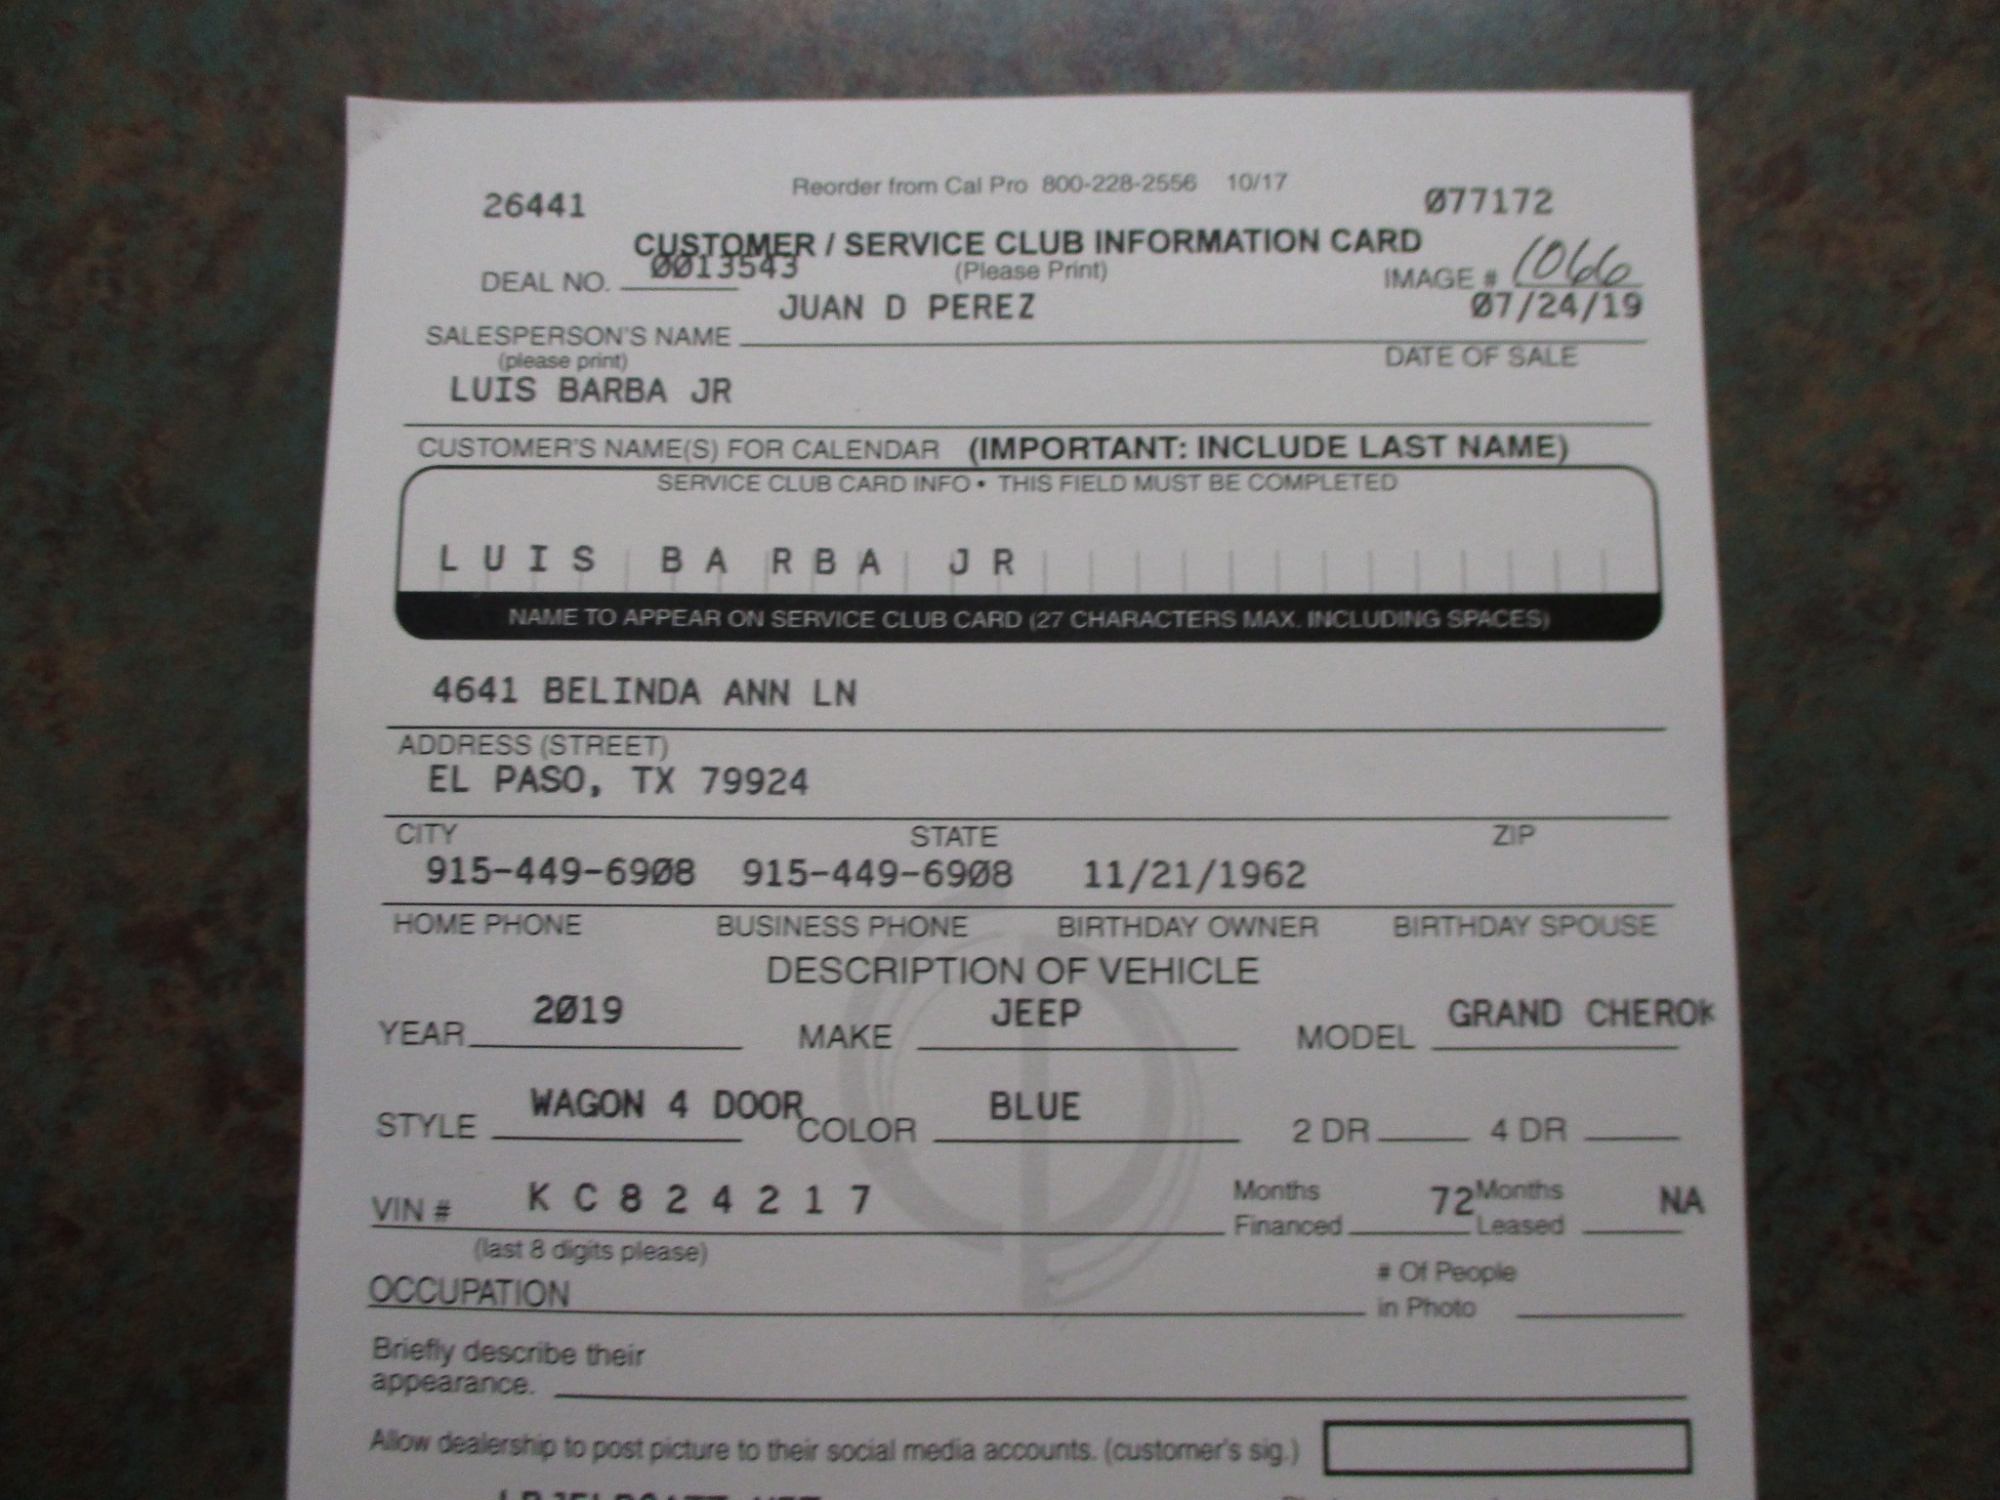 Reorder from Cal Pro 800-228-2556 10/17
26441 Ø77172
CUSTOMER / SERVICE CLUB INFORMATION CARD
DEAL NO. ØØ13543 (Please Print) IMAGE # 1066
JUAN D PEREZ Ø7/24/19
SALESPERSON'S NAME
(please print) DATE OF SALE
LUIS BARBA JR
CUSTOMER'S NAME(S) FOR CALENDAR (IMPORTANT: INCLUDE LAST NAME)
SERVICE CLUB CARD INFO • THIS FIELD MUST BE COMPLETED
LUIS BARBA JR
NAME TO APPEAR ON SERVICE CLUB CARD (27 CHARACTERS MAX. INCLUDING SPACES)
4641 BELINDA ANN LN
ADDRESS (STREET)
EL PASO, TX 79924
CITY STATE ZIP
915-449-69Ø8 915-449-69Ø8 11/21/1962
HOME PHONE BUSINESS PHONE BIRTHDAY OWNER BIRTHDAY SPOUSE
DESCRIPTION OF VEHICLE
YEAR 2Ø19 MAKE JEEP MODEL GRAND CHEROK
STYLE WAGON 4 DOOR COLOR BLUE 2 DR 4 DR
VIN # KC824217 Months Financed 72 Months Leased NA
(last 8 digits please)
OCCUPATION # Of People in Photo
Briefly describe their
appearance.
Allow dealership to post picture to their social media accounts. (customer's sig.)